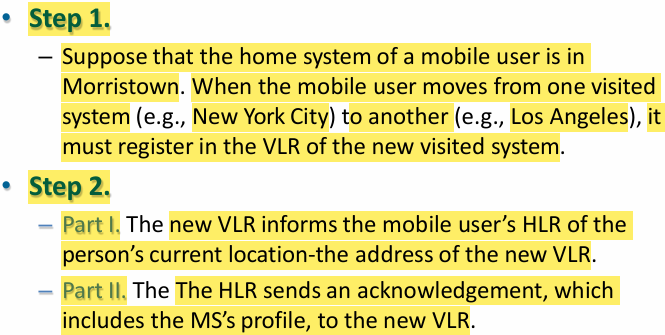 • Step 1.
– Suppose that the home system of a mobile user is in
Morristown. When the mobile user moves from one visited
system (e.g., New York City) to another (e.g., Los Angeles), it
must register in the VLR of the new visited system.
• Step 2.
– Part I. The new VLR informs the mobile user’s HLR of the
person’s current location-the address of the new VLR.
– Part II. The The HLR sends an acknowledgement, which
includes the MS’s profile, to the new VLR.